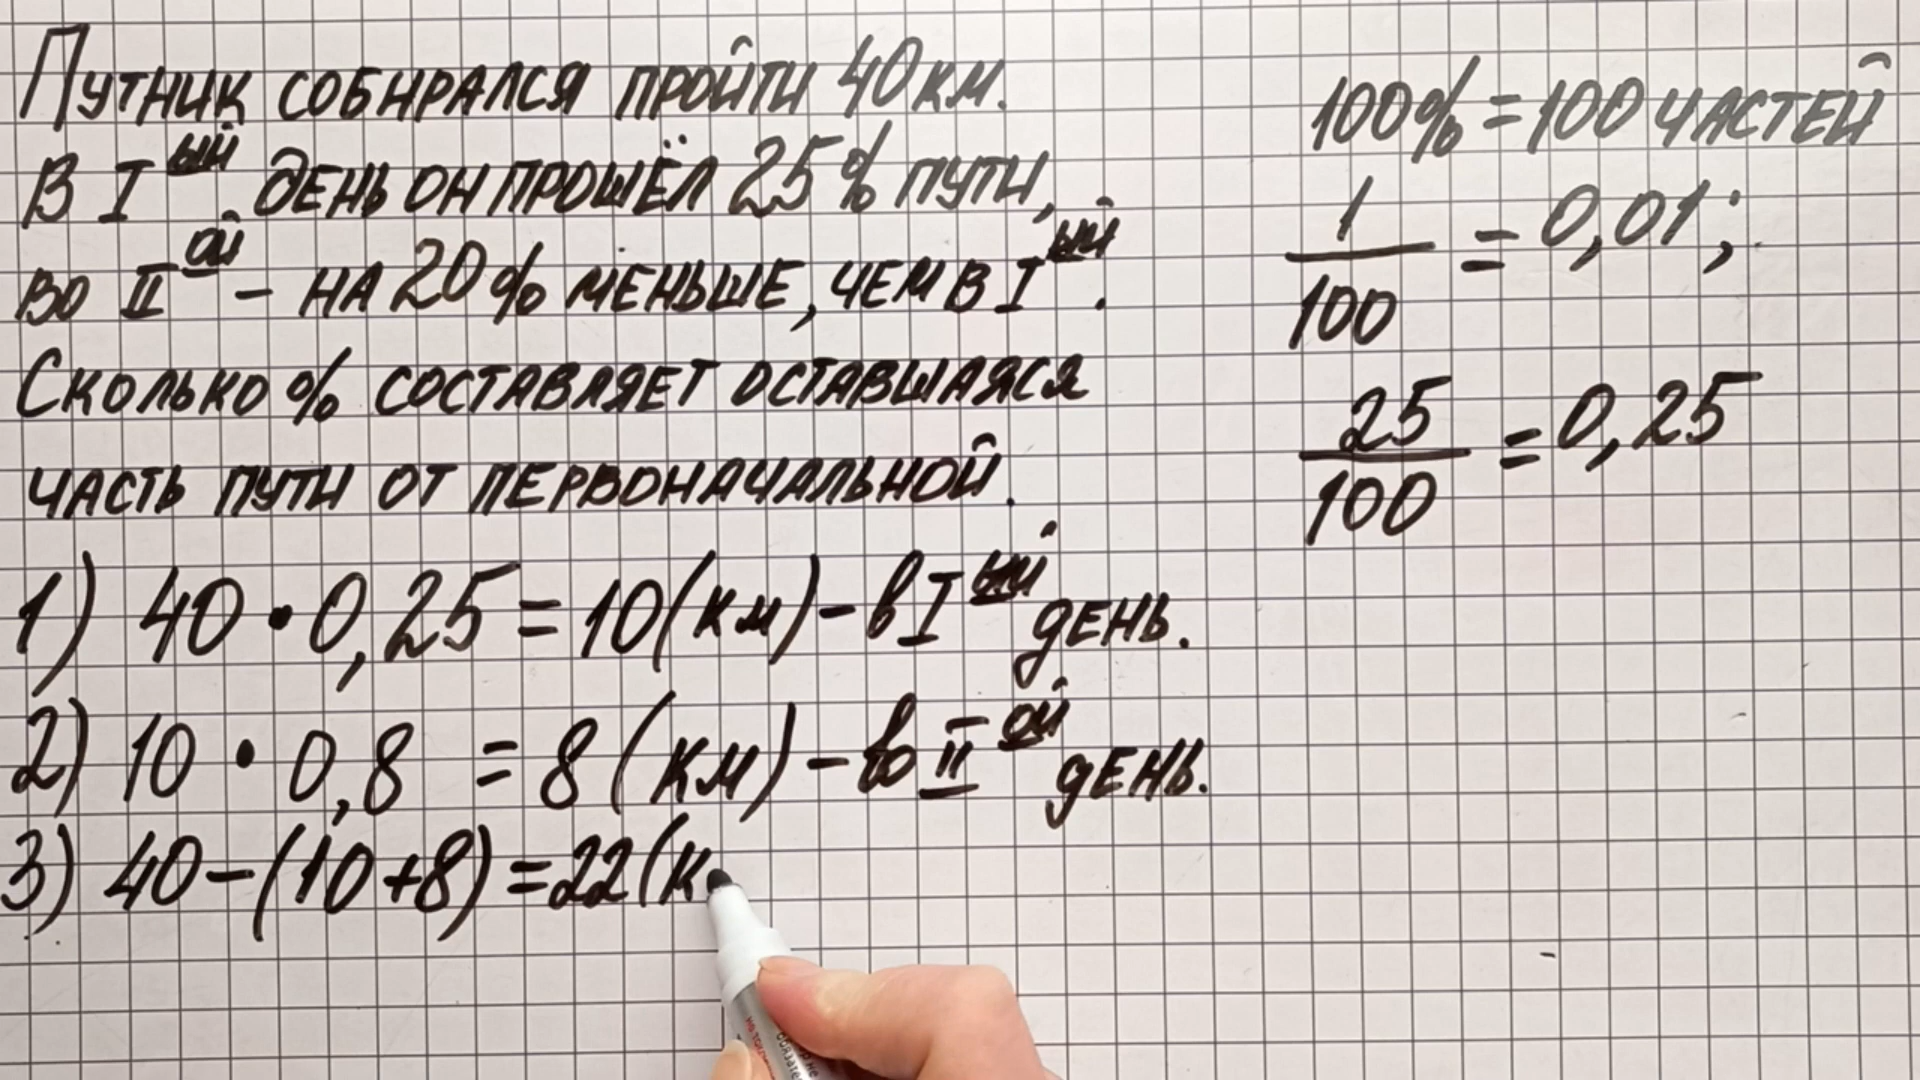 Путник собирался пройти 40 км.
В I ый день он прошёл 25% пути,
во II ой – на 20% меньше, чем в I ый.
Сколько % составляет оставшаяся
часть пути от первоначальной.
1) 40 • 0,25 = 10 (км) – в I ый день.
2) 10 • 0,8 = 8 (км) – во II ой день.
3) 40 – (10 + 8) = 22 (к
100% = 100 частей
1/100 = 0,01;
25/100 = 0,25